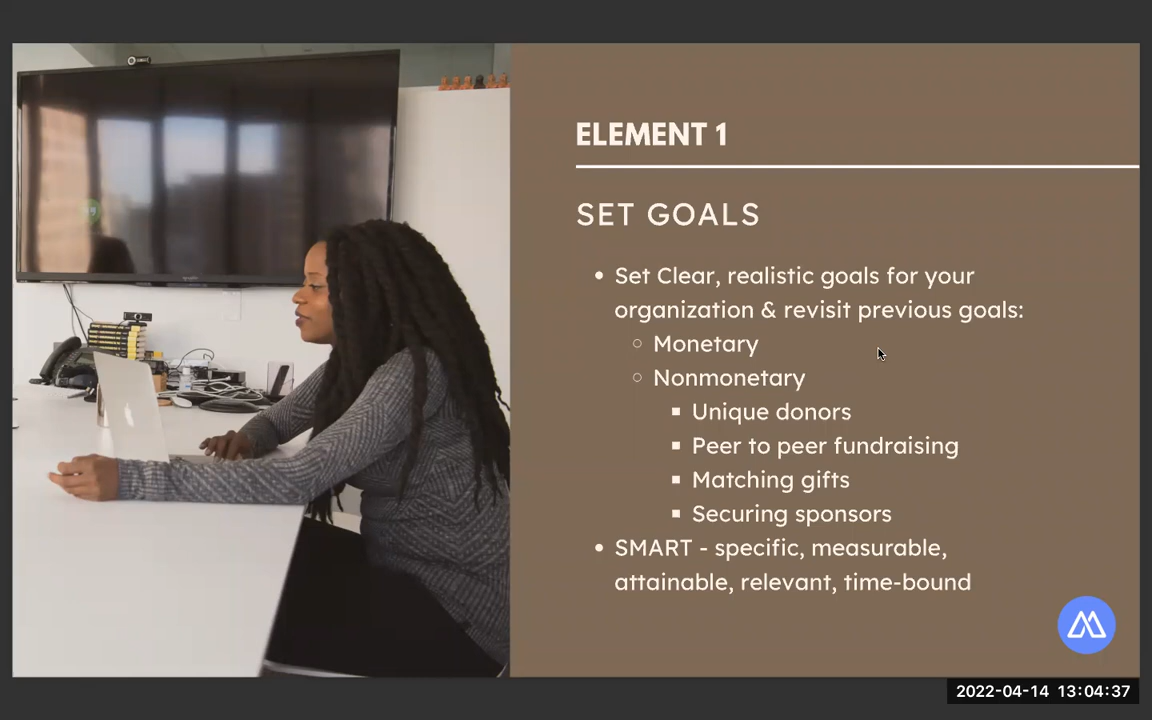 ELEMENT 1
SET GOALS
• Set Clear, realistic goals for your
organization & revisit previous goals:
○ Monetary
○ Nonmonetary
▪ Unique donors
▪ Peer to peer fundraising
▪ Matching gifts
▪ Securing sponsors
• SMART - specific, measurable,
attainable, relevant, time-bound
2022-04-14 13:04:37